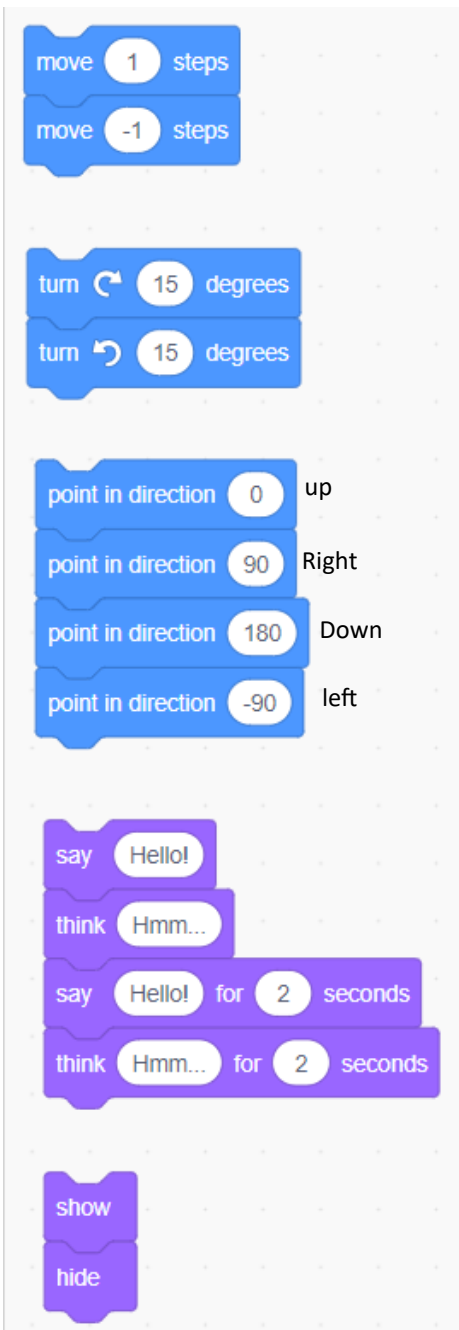 move 1 steps
move -1 steps
turn 15 degrees
turn 15 degrees
point in direction 0 up
point in direction 90 Right
point in direction 180 Down
point in direction -90 left
say Hello!
think Hmm...
say Hello! for 2 seconds
think Hmm... for 2 seconds
show
hide